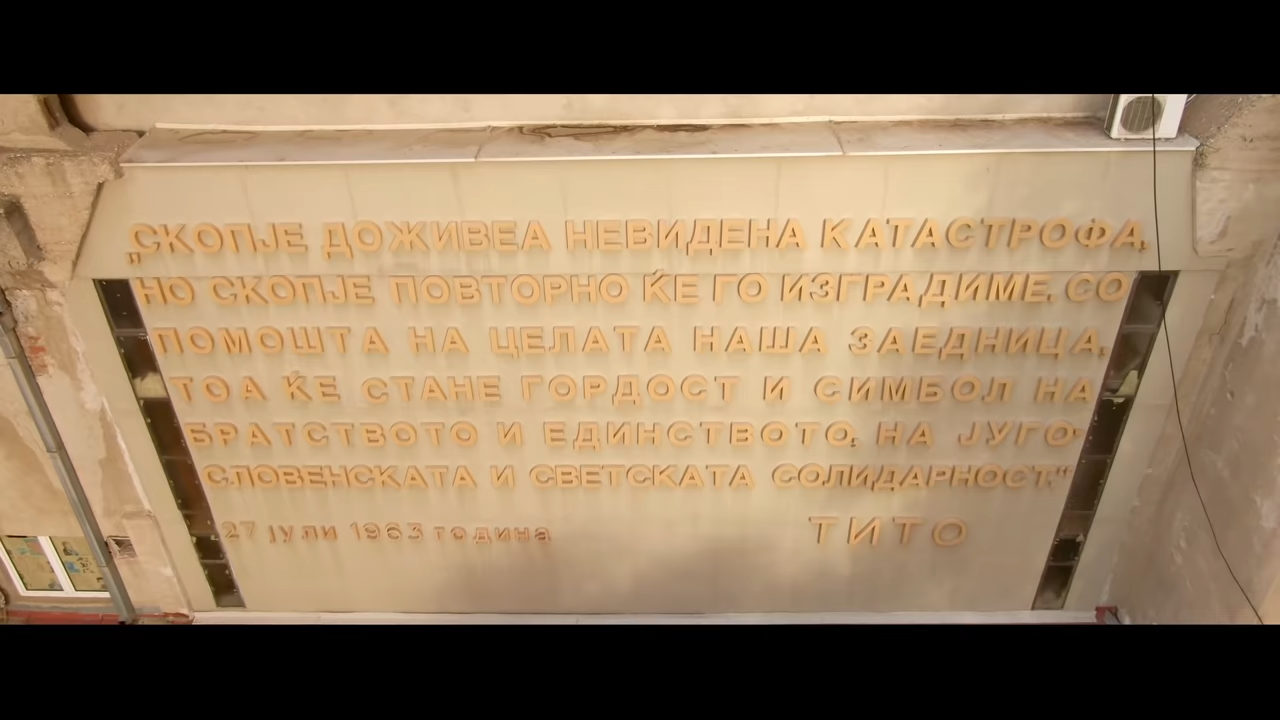 „СКОПЈЕ ДОЖИВЕА НЕВИДЕНА КАТАСТРОФА,
НО СКОПЈЕ ПОВТОРНО ЌЕ ГО ИЗГРАДИМЕ. СО
ПОМОШТА НА ЦЕЛАТА НАША ЗАЕДНИЦА,
ТОА ЌЕ СТАНЕ ГОРДОСТ И СИМБОЛ НА
БРАТСТВОТО И ЕДИНСТВОТО, НА ЈУГО-
СЛОВЕНСКАТА И СВЕТСКАТА СОЛИДАРНОСТ.“
27 јули 1963 година ТИТО